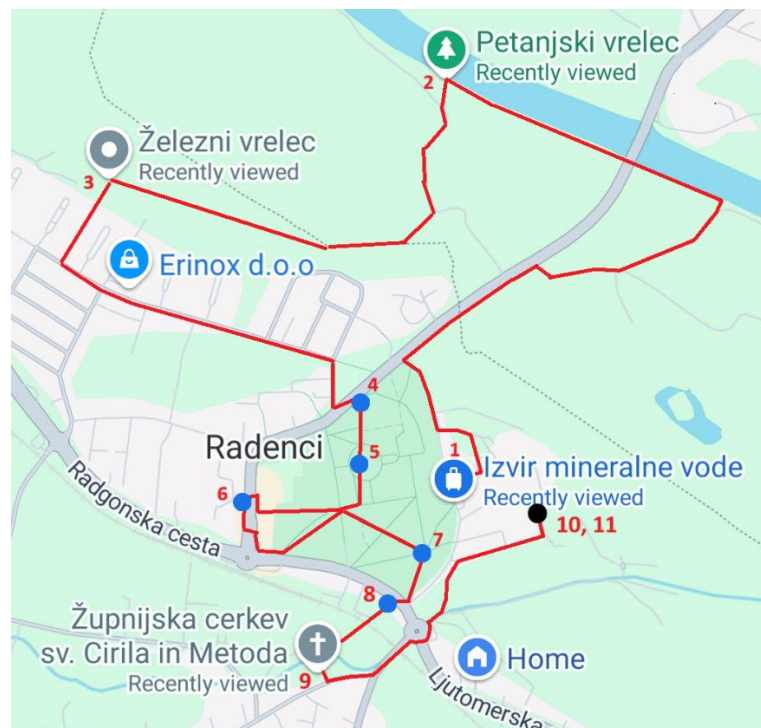 Petanjski vrelec
Recently viewed
2
Železni vrelec
Recently viewed
3
Erinox d.o.o
4
Radenci
5
1
Izvir mineralne vode
Recently viewed
6
10, 11
Radgonska cesta
7
8
Župnijska cerkev
sv. Cirila in Metoda
Recently viewed
9
Home
Ljutomerska